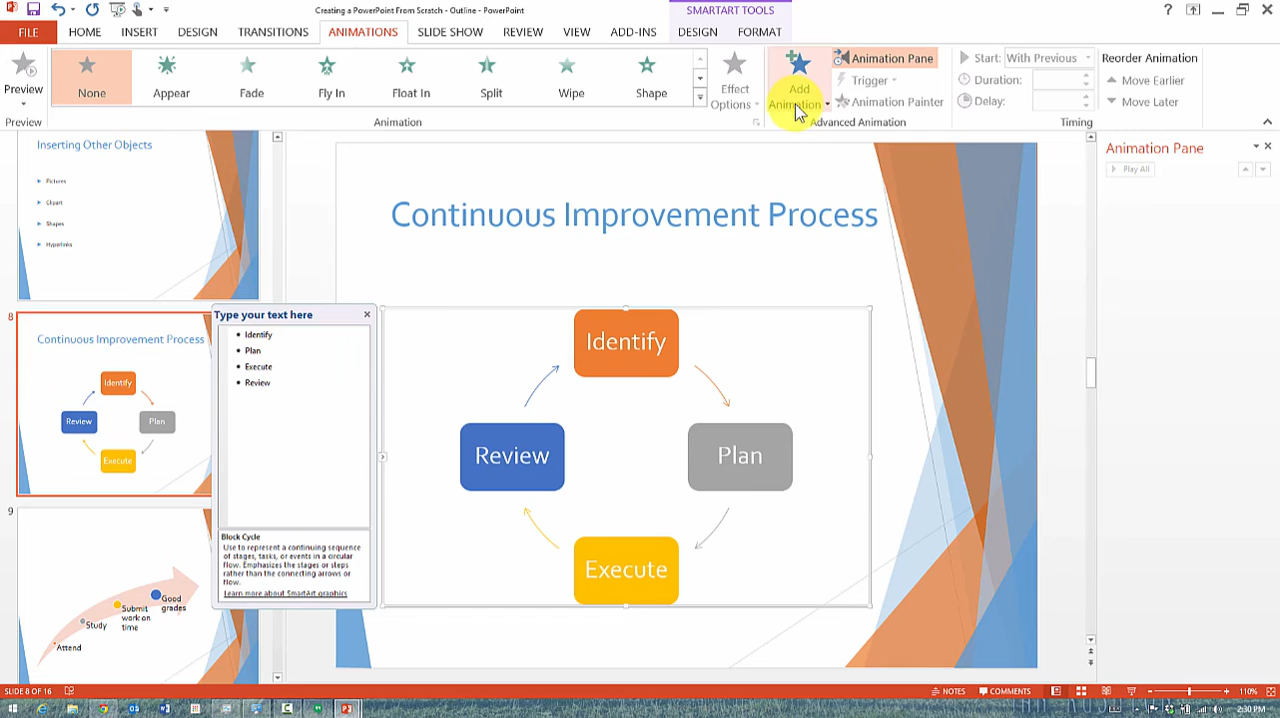 Creating a PowerPoint From Scratch - Outline - PowerPoint
SMARTART TOOLS
FILE HOME INSERT DESIGN TRANSITIONS ANIMATIONS SLIDE SHOW REVIEW VIEW ADD-INS DESIGN FORMAT
Preview
None Appear Fade Fly In Float In Split Wipe Shape
Effect Options
Add Animation
Animation Pane
Trigger
Animation Painter
Start: With Previous
Duration:
Delay:
Reorder Animation
Move Earlier
Move Later
Preview Animation Advanced Animation Timing
Inserting Other Objects
Pictures
Clipart
Shapes
Hyperlinks
8
Continuous Improvement Process
Identify
Review Plan
Execute
9
Good grades
Submit work on time
Study
Attend
Type your text here
• Identify
• Plan
• Execute
• Review
Block Cycle
Use to represent a continuing sequence
of stages, tasks, or events in a circular
flow. Emphasizes the stages or steps
rather than the connecting arrows or
flow.
Learn more about SmartArt graphics
Continuous Improvement Process
Identify
Review Plan
Execute
Animation Pane
Play All
SLIDE 8 OF 16
NOTES COMMENTS 110%
2:30 PM